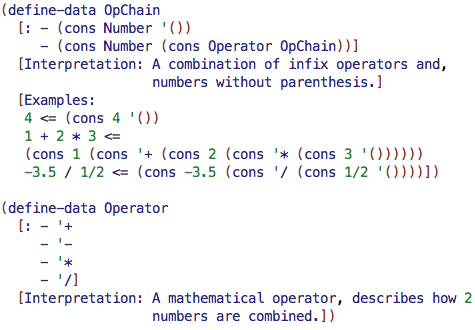 (define-data OpChain
[: - (cons Number '())
- (cons Number (cons Operator OpChain))]
[Interpretation: A combination of infix operators and,
numbers without parenthesis.]
[Examples:
4 <= (cons 4 '())
1 + 2 * 3 <=
(cons 1 (cons '+ (cons 2 (cons '* (cons 3 '())))))
-3.5 / 1/2 <= (cons -3.5 (cons '/ (cons 1/2 '())))])
(define-data Operator
[: - '+
- '-
- '*
- '/]
[Interpretation: A mathematical operator, describes how 2
numbers are combined.])